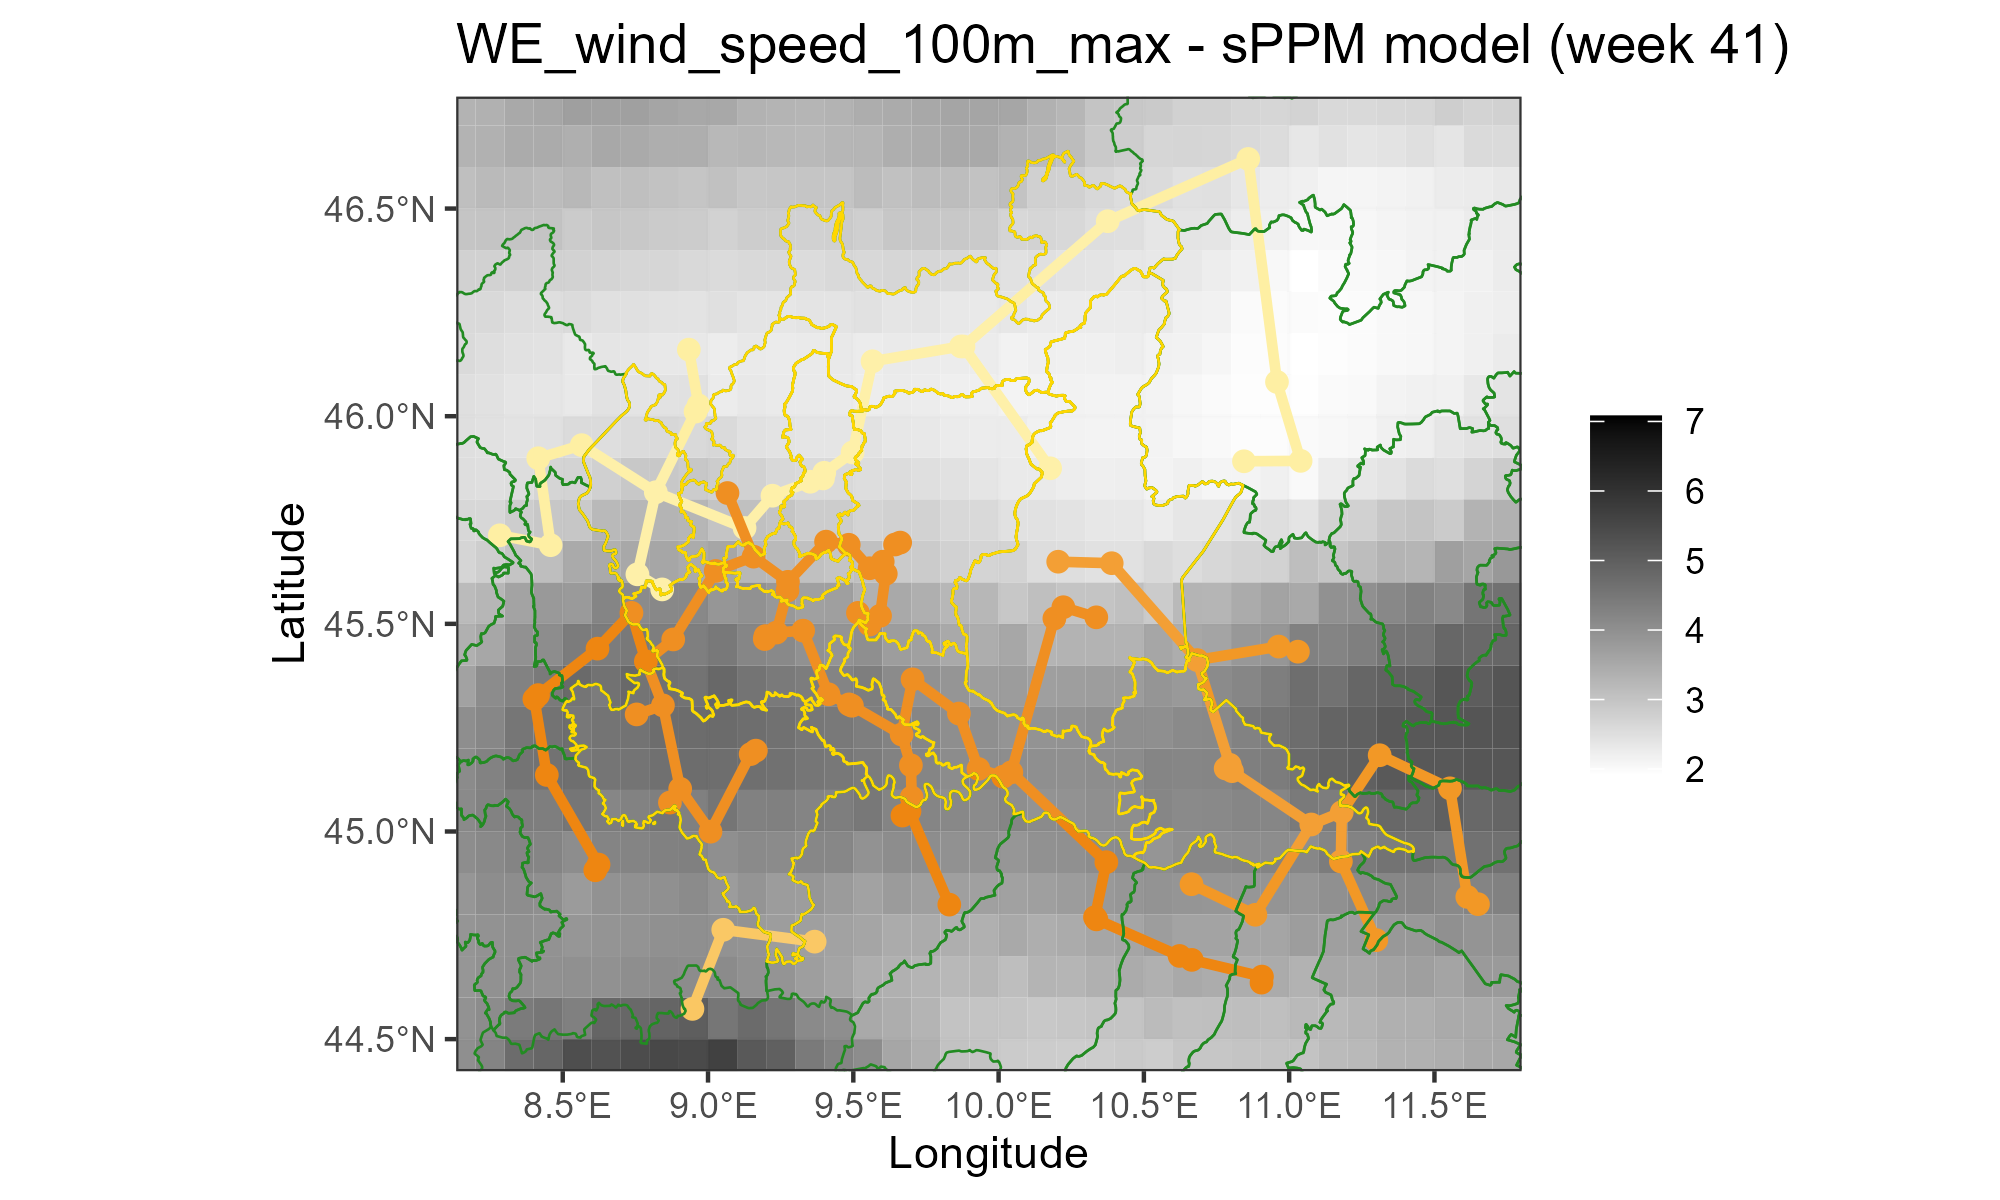 WE_wind_speed_100m_max - sPPM model (week 41)
Latitude
46.5°N
46.0°N
45.5°N
45.0°N
44.5°N
8.5°E
9.0°E
9.5°E
10.0°E
10.5°E
11.0°E
11.5°E
Longitude
7
6
5
4
3
2